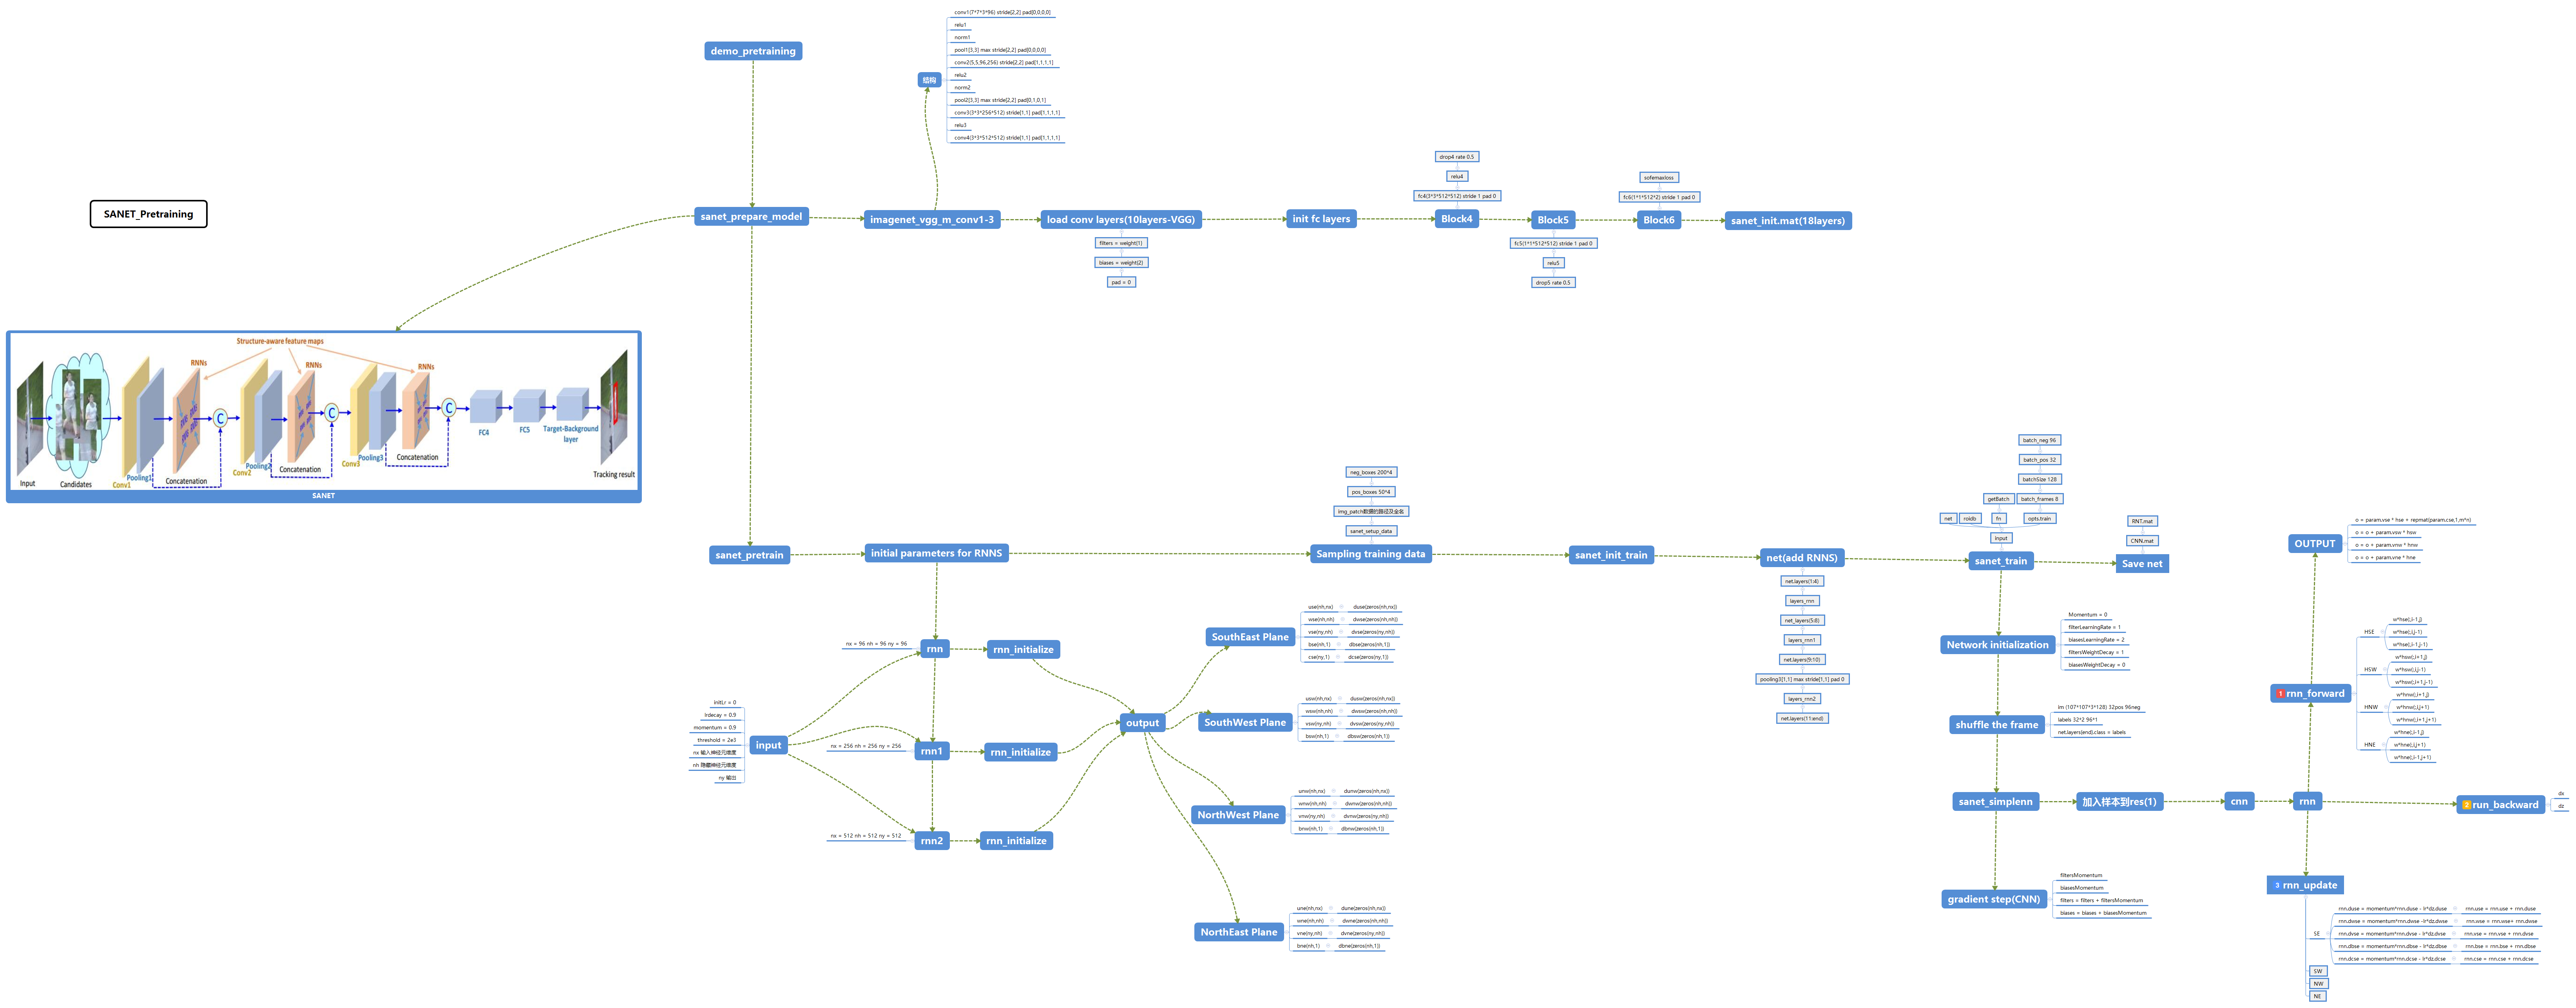 SANET_Pretraining
demo_pretraining
sanet_prepare_model
imagenet_vgg_m_conv1-3
结构
conv1(7*7*3*96) stride[2,2] pad[0,0,0,0]
relu1
norm1
pool1[3,3] max stride[2,2] pad[0,0,0,0]
conv2(5,5,96,256) stride[2,2] pad[1,1,1,1]
relu2
norm2
pool2[3,3] max stride[2,2] pad[0,1,0,1]
conv3(3*3*256*512) stride[1,1] pad[1,1,1,1]
relu3
conv4(3*3*512*512) stride[1,1] pad[1,1,1,1]
load conv layers(10layers-VGG)
filters = weight(1)
biases = weight(2)
pad = 0
init fc layers
drop4 rate 0.5
relu4
fc4(3*3*512*512) stride 1 pad 0
Block4
Block5
fc5(1*1*512*512) stride 1 pad 0
relu5
drop5 rate 0.5
sofemaxloss
fc6(1*1*512*2) stride 1 pad 0
Block6
sanet_init.mat(18layers)
Structure-aware feature maps
RNNs
RNNs
RNNs
C
C
C
Input
Candidates
Conv1
Pooling1
Concatenation
Conv2
Pooling2
Concatenation
Conv3
Pooling3
Concatenation
FC4
FC5
Target-Background
layer
Tracking result
SANET
sanet_pretrain
initial parameters for RNNS
neg_boxes 200*4
pos_boxes 50*4
img_patch数据的路径及全名
sanet_setup_data
Sampling training data
sanet_init_train
net(add RNNS)
net.layers(1:4)
layers_rnn
net_layers(5:8)
layers_rnn1
net.layers(9:10)
pooling3[1,1] max stride[1,1] pad 0
layers_rnn2
net.layers(11:end)
batch_neg 96
batch_pos 32
batchSize 128
getBatch
batch_frames 8
net
roidb
fn
opts.train
input
sanet_train
RNT.mat
CNN.mat
Save net
InitLr = 0
lrdecay = 0.9
momentum = 0.9
threshold = 2e3
nx 输入神经元维度
nh 隐藏神经元维度
ny 输出
input
nx = 96 nh = 96 ny = 96
rnn
rnn_initialize
nx = 256 nh = 256 ny = 256
rnn1
rnn_initialize
nx = 512 nh = 512 ny = 512
rnn2
rnn_initialize
output
SouthEast Plane
use(nh,nx) duse(zeros(nh,nx))
wse(nh,nh) dwse(zeros(nh,nh))
vse(ny,nh) dvse(zeros(ny,nh))
bse(nh,1) dbse(zeros(nh,1))
cse(ny,1) dcse(zeros(ny,1))
SouthWest Plane
usw(nh,nx) dusw(zeros(nh,nx))
wsw(nh,nh) dwsw(zeros(nh,nh))
vsw(ny,nh) dvsw(zeros(ny,nh))
bsw(nh,1) dbsw(zeros(nh,1))
NorthWest Plane
unw(nh,nx) dunw(zeros(nh,nx))
wnw(nh,nh) dwnw(zeros(nh,nh))
vnw(ny,nh) dvnw(zeros(ny,nh))
bnw(nh,1) dbnw(zeros(nh,1))
NorthEast Plane
une(nh,nx) dune(zeros(nh,nx))
wne(nh,nh) dwne(zeros(nh,nh))
vne(ny,nh) dvne(zeros(ny,nh))
bne(nh,1) dbne(zeros(nh,1))
Network initialization
Momentum = 0
filterLearningRate = 1
biasesLearningRate = 2
filtersWeightDecay = 1
biasesWeightDecay = 0
shuffle the frame
im (107*107*3*128) 32pos 96neg
labels 32*2 96*1
net.layers{end}.class = labels
sanet_simplenn
加入样本到res(1)
cnn
rnn
gradient step(CNN)
filtersMomentum
biasesMomentum
filters = filters + filtersMomentum
biases = biases + biasesMomentum
OUTPUT
o + param.vse * hse + repmat(param.cse,1,m*n)
o = o + param.vsw * hsw
o = o + param.vnw * hnw
o = o + param.vne * hne
1 rnn_forward
HSE
w*hse(:,i-1,j)
w*hse(:,i,j-1)
w*hse(:,i-1,j-1)
HSW
w*hsw(:,i+1,j)
w*hsw(:,i,j-1)
w*hsw(:,i+1,j-1)
HNW
w*hnw(:,i+1,j)
w*hnw(:,i,j+1)
w*hnw(:,i+1,j+1)
HNE
w*hne(:,i-1,j)
w*hne(:,i,j+1)
w*hne(:,i-1,j+1)
2 run_backward
dx
dz
3 rnn_update
SE
rnn.duse = momentum*rnn.duse -lr*dz.duse rnn.use = rnn.use + rnn.duse
rnn.dwse = momentum*rnn.dwse -lr*dz.dwse rnn.wse = rnn.wse+ rnn.dwse
rnn.dvse = momentum*rnn.dvse - lr*dz.dvse rnn.vse = rnn.vse + rnn.dvse
rnn.dbse = momentum*rnn.dbse - lr*dz.dbse rnn.bse = rnn.bse + rnn.dbse
rnn.dcse = momentum*rnn.dcse - lr*dz.dcse rnn.cse = rnn.cse + rnn.dcse
SW
NW
NE